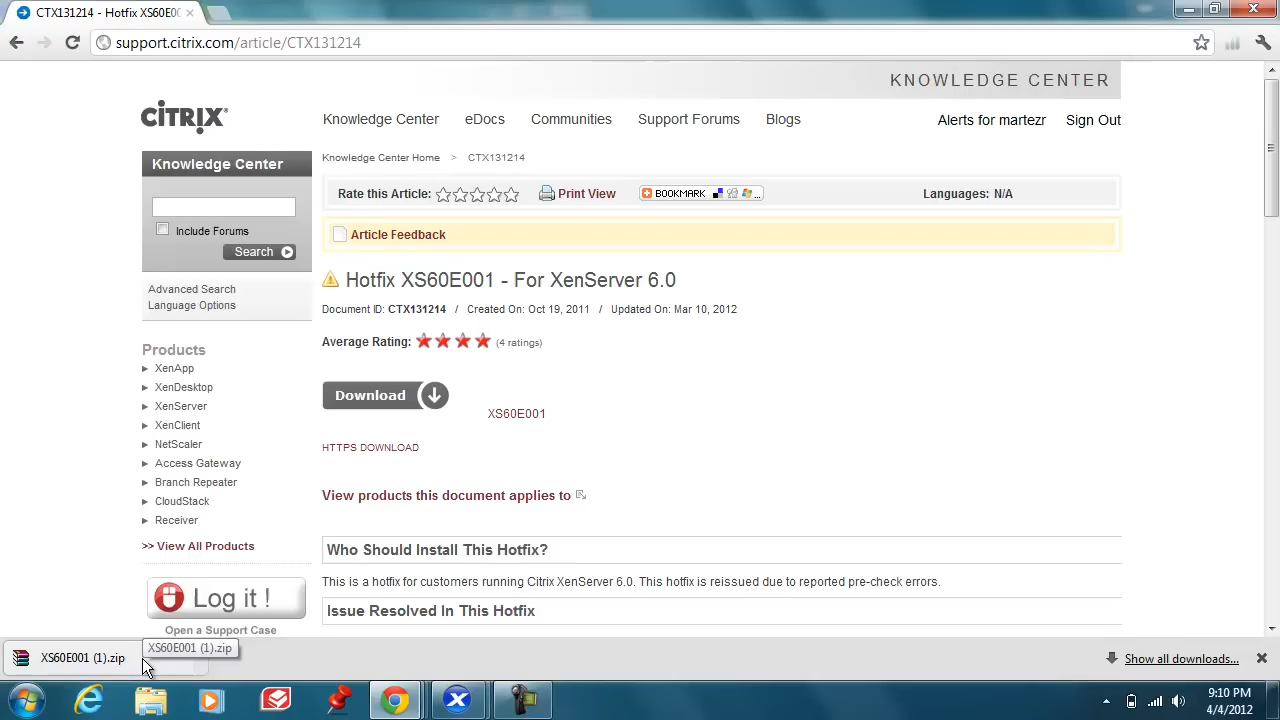 CTX131214 - Hotfix XS60E0
support.citrix.com/article/CTX131214
KNOWLEDGE CENTER
CITRIX
Knowledge Center
eDocs
Communities
Support Forums
Blogs
Alerts for martezr
Sign Out
Knowledge Center
Include Forums
Search
Advanced Search
Language Options
Products
XenApp
XenDesktop
XenServer
XenClient
NetScaler
Access Gateway
Branch Repeater
CloudStack
Receiver
>> View All Products
Log it !
Open a Support Case
Knowledge Center Home > CTX131214
Rate this Article:
Print View
BOOKMARK
Languages: N/A
Article Feedback
Hotfix XS60E001 - For XenServer 6.0
Document ID: CTX131214 / Created On: Oct 19, 2011 / Updated On: Mar 10, 2012
Average Rating: (4 ratings)
Download
XS60E001
HTTPS DOWNLOAD
View products this document applies to
Who Should Install This Hotfix?
This is a hotfix for customers running Citrix XenServer 6.0. This hotfix is reissued due to reported pre-check errors.
Issue Resolved In This Hotfix
XS60E001 (1).zip
XS60E001 (1).zip
Show all downloads...
9:10 PM
4/4/2012